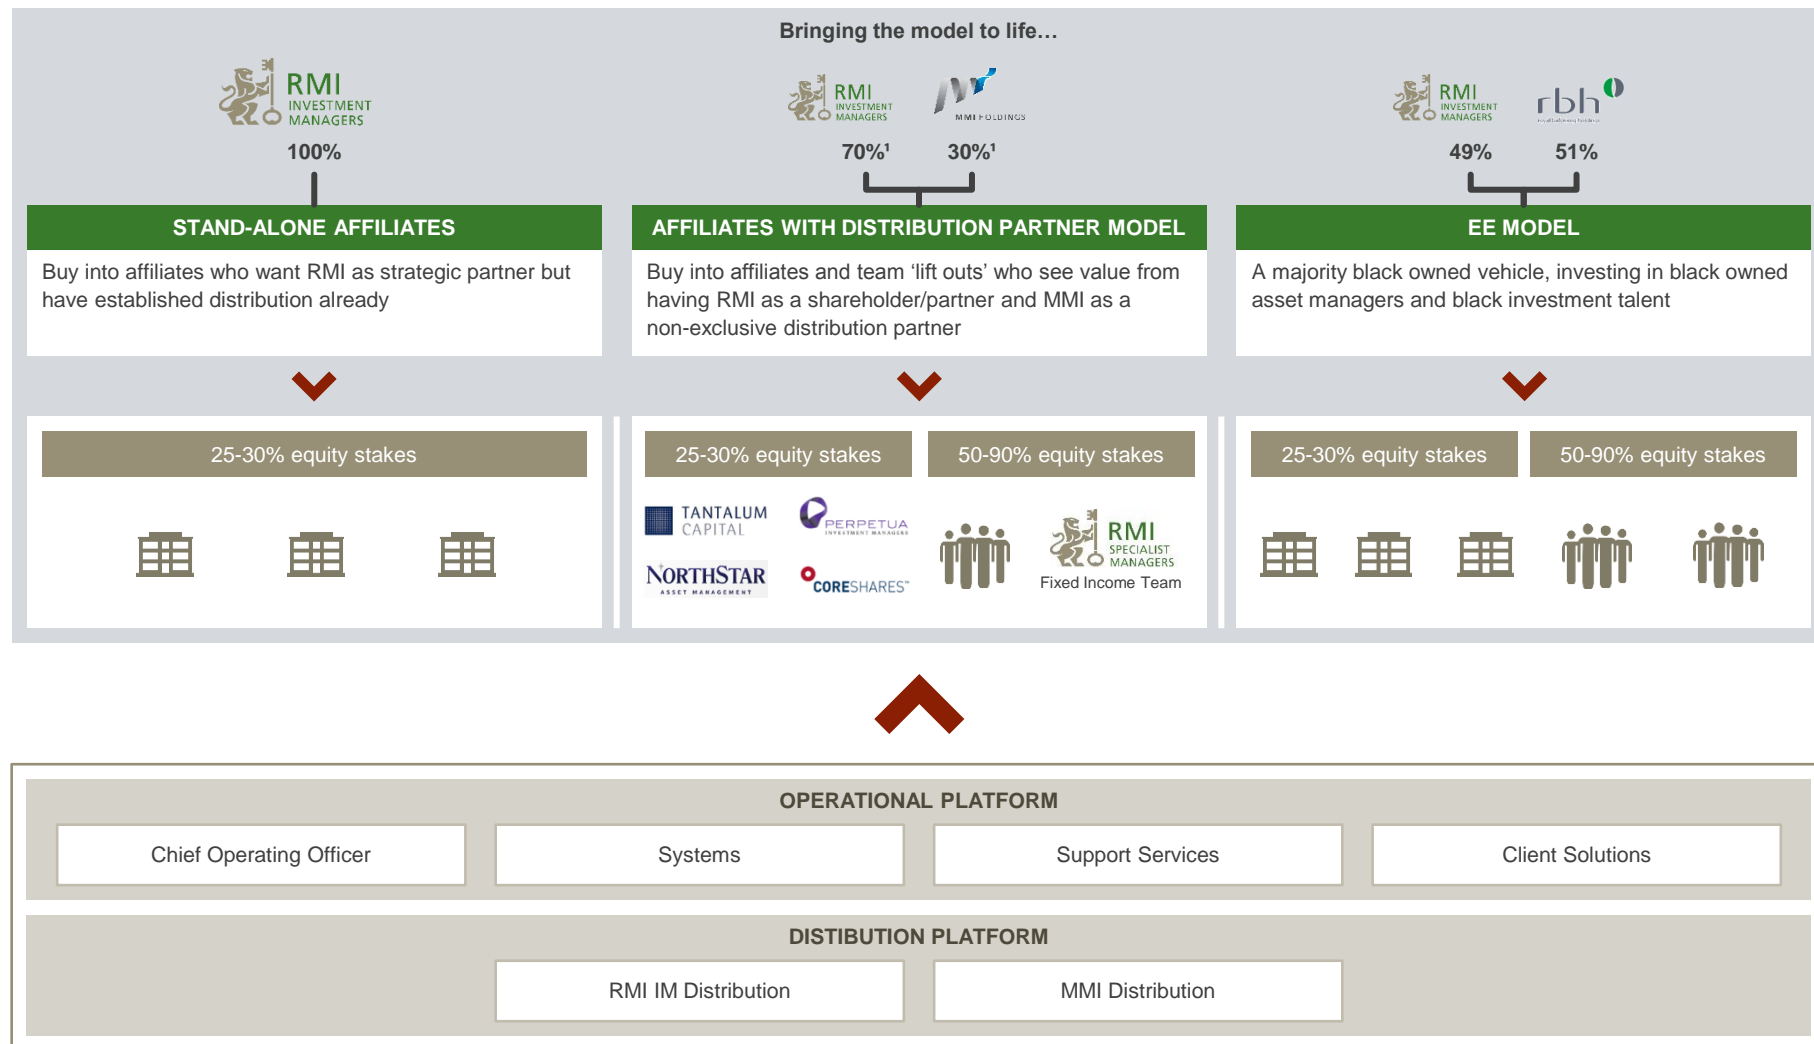 Bringing the model to life…
RMI
INVESTMENT
MANAGERS
100%
RMI
INVESTMENT
MANAGERS
MMI HOLDINGS
70%¹
30%¹
RMI
INVESTMENT
MANAGERS
rbh
49%
51%
STAND-ALONE AFFILIATES
Buy into affiliates who want RMI as strategic partner but
have established distribution already
AFFILIATES WITH DISTRIBUTION PARTNER MODEL
Buy into affiliates and team ‘lift outs’ who see value from
having RMI as a shareholder/partner and MMI as a
non-exclusive distribution partner
EE MODEL
A majority black owned vehicle, investing in black owned
asset managers and black investment talent
25-30% equity stakes
25-30% equity stakes
50-90% equity stakes
25-30% equity stakes
50-90% equity stakes
TANTALUM
CAPITAL
PERPETUA
INVESTMENT MANAGERS
NORTHSTAR
ASSET MANAGEMENT
CORESHARES™
RMI
SPECIALIST
MANAGERS
Fixed Income Team
OPERATIONAL PLATFORM
Chief Operating Officer
Systems
Support Services
Client Solutions
DISTIBUTION PLATFORM
RMI IM Distribution
MMI Distribution